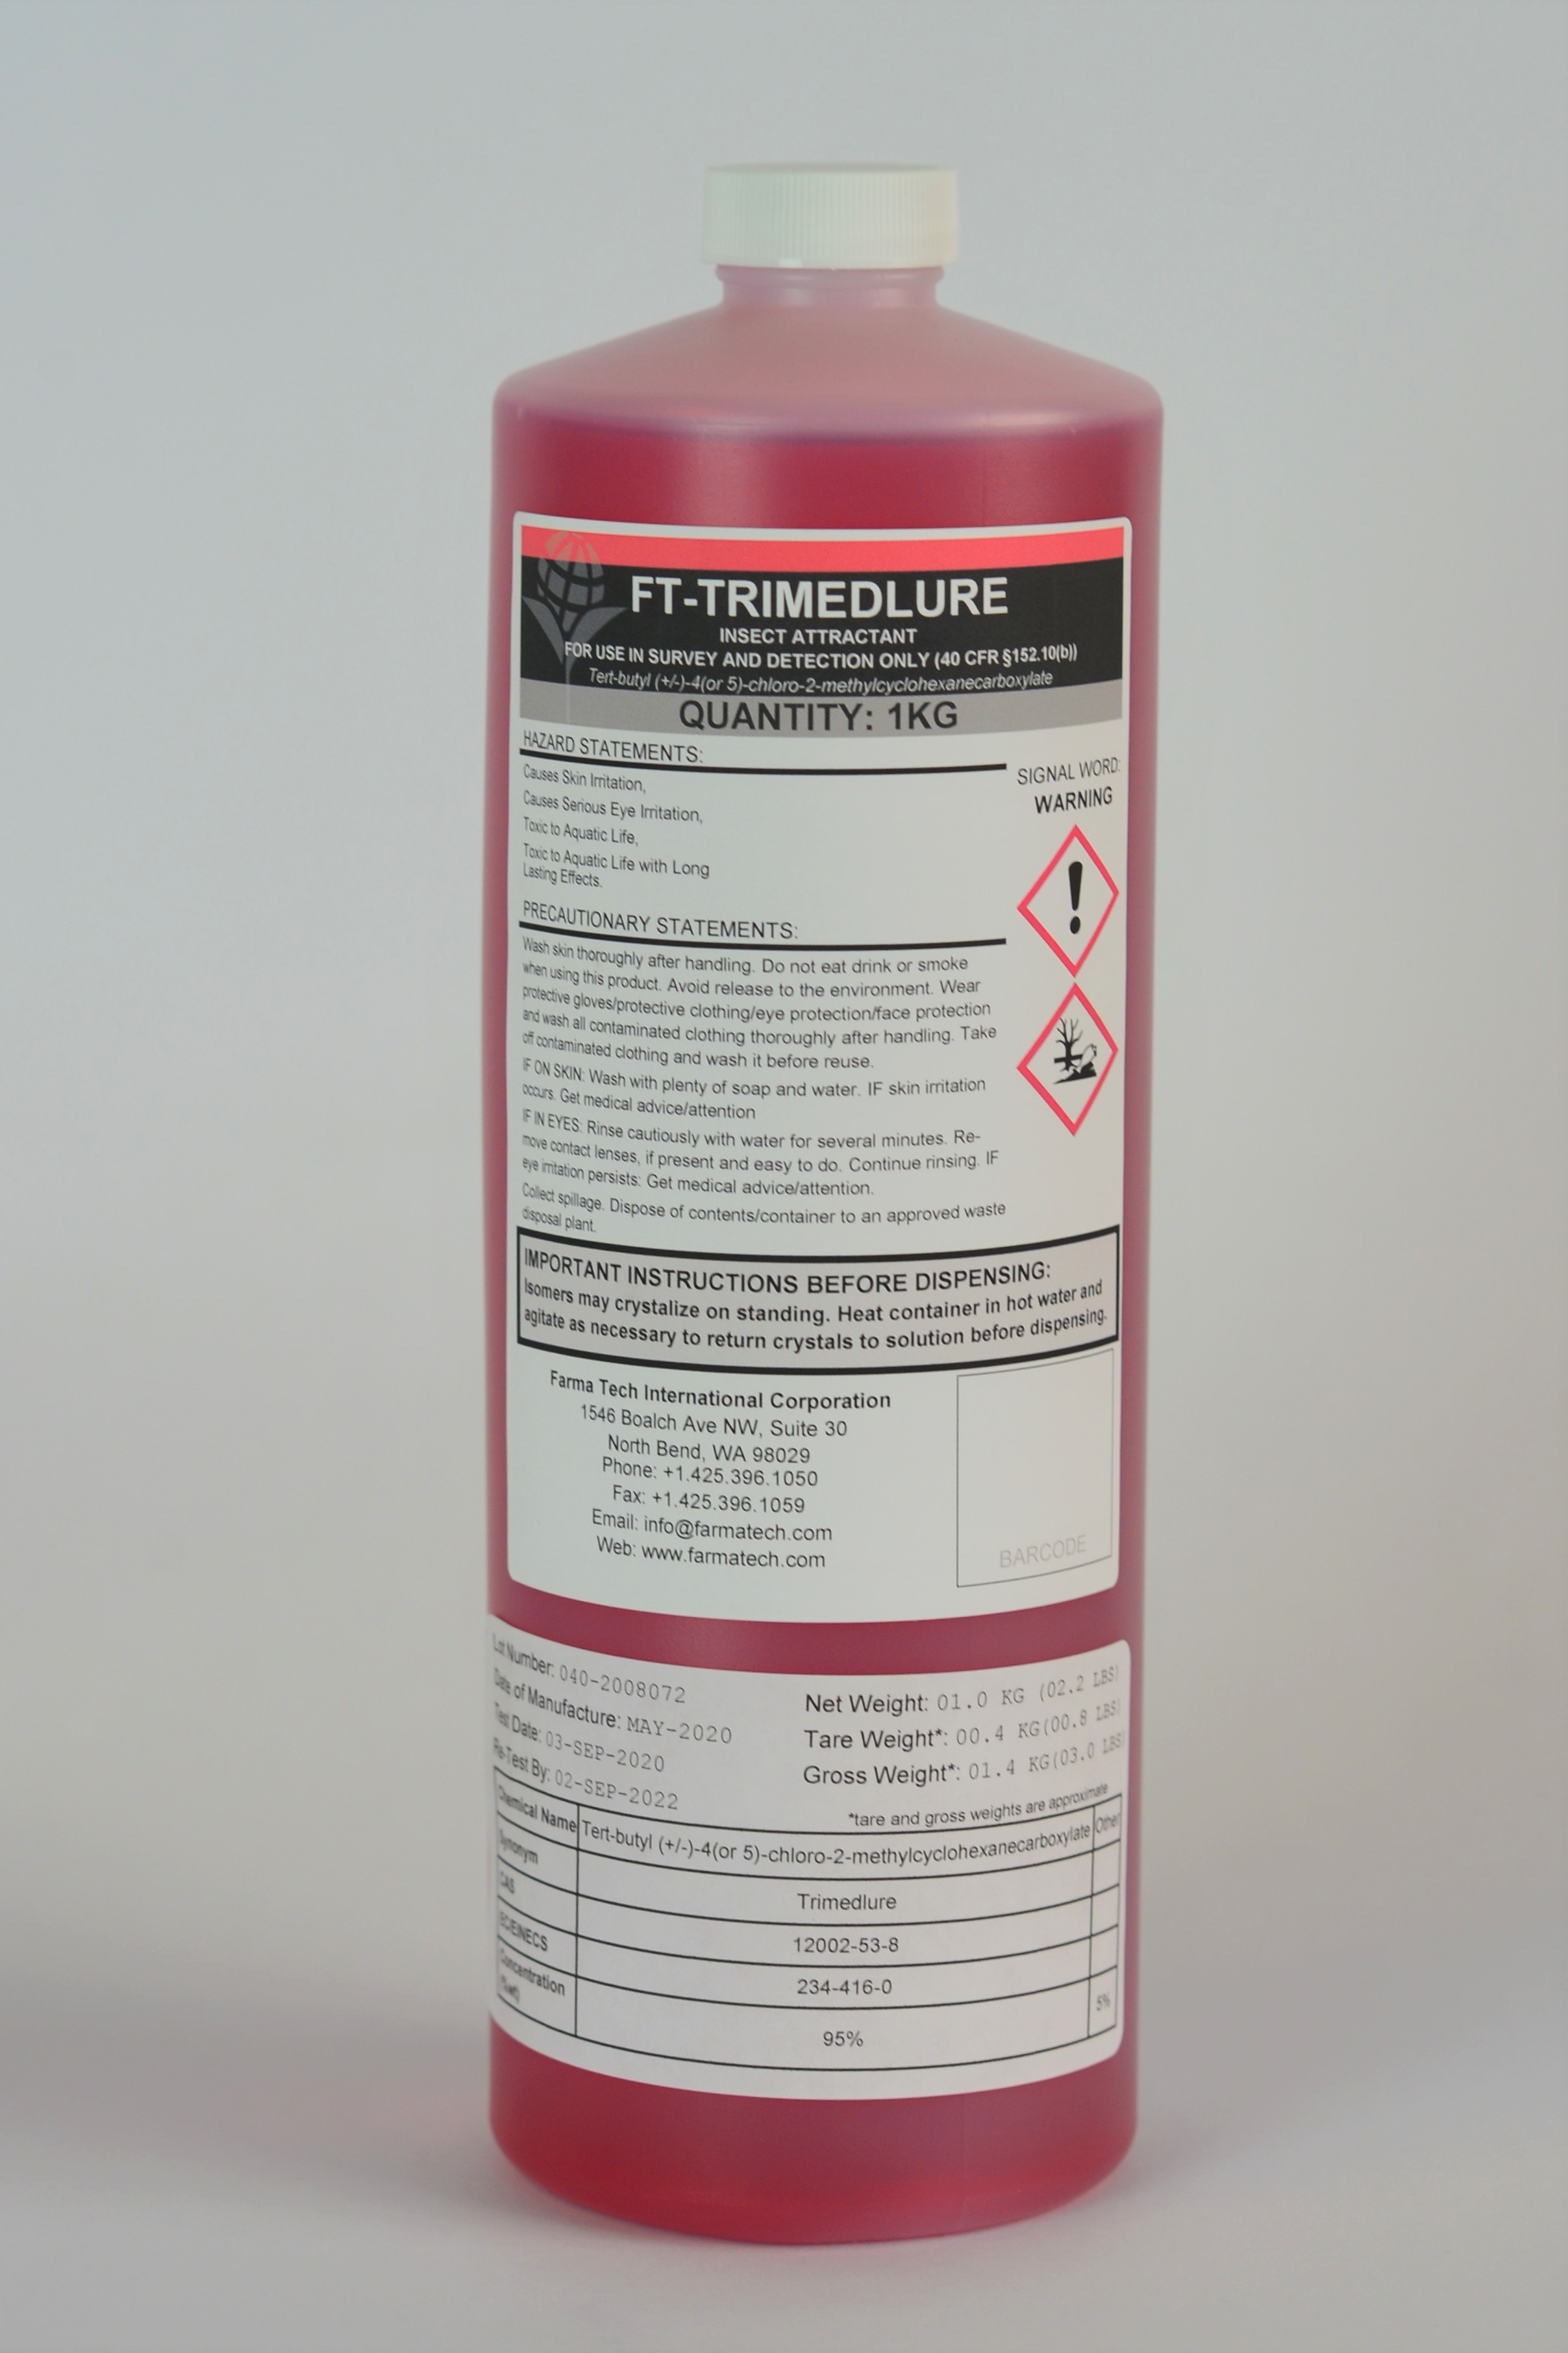 FT-TRIMEDLURE
INSECT ATTRACTANT
FOR USE IN SURVEY AND DETECTION ONLY (40 CFR §152.10(b))
Tert-butyl (+/-)-4(or 5)-chloro-2-methylcyclohexanecarboxylate
QUANTITY: 1KG
HAZARD STATEMENTS:
Causes Skin Irritation,
Causes Serious Eye Irritation,
Toxic to Aquatic Life,
Toxic to Aquatic Life with Long
Lasting Effects.
SIGNAL WORD:
WARNING
PRECAUTIONARY STATEMENTS:
Wash skin thoroughly after handling. Do not eat drink or smoke
when using this product. Avoid release to the environment. Wear
protective gloves/protective clothing/eye protection/face protection
and wash all contaminated clothing thoroughly after handling. Take
off contaminated clothing and wash it before reuse.
IF ON SKIN: Wash with plenty of soap and water. IF skin irritation
occurs. Get medical advice/attention
IF IN EYES: Rinse cautiously with water for several minutes. Re-
move contact lenses, if present and easy to do. Continue rinsing. IF
eye irritation persists: Get medical advice/attention.
Collect spillage. Dispose of contents/container to an approved waste
disposal plant.
IMPORTANT INSTRUCTIONS BEFORE DISPENSING:
Isomers may crystalize on standing. Heat container in hot water and
agitate as necessary to return crystals to solution before dispensing.
Farma Tech International Corporation
1546 Boalch Ave NW, Suite 30
North Bend, WA 98029
Phone: +1.425.396.1050
Fax: +1.425.396.1059
Email: info@farmatech.com
Web: www.farmatech.com
BARCODE
Lot Number: 040-2008072
Date of Manufacture: MAY-2020
Test Date: 03-SEP-2020
Re-Test By: 02-SEP-2022
Net Weight: 01.0 KG (02.2 LBS)
Tare Weight*: 00.4 KG(00.8 LBS)
Gross Weight*: 01.4 KG(03.0 LBS)
*tare and gross weights are approximate
Chemical Name Tert-butyl (+/-)-4(or 5)-chloro-2-methylcyclohexanecarboxylate Other
Synonym Trimedlure
CAS 12002-53-8
EC/EINECS 234-416-0
Concentration 95% 5%
(%wt)